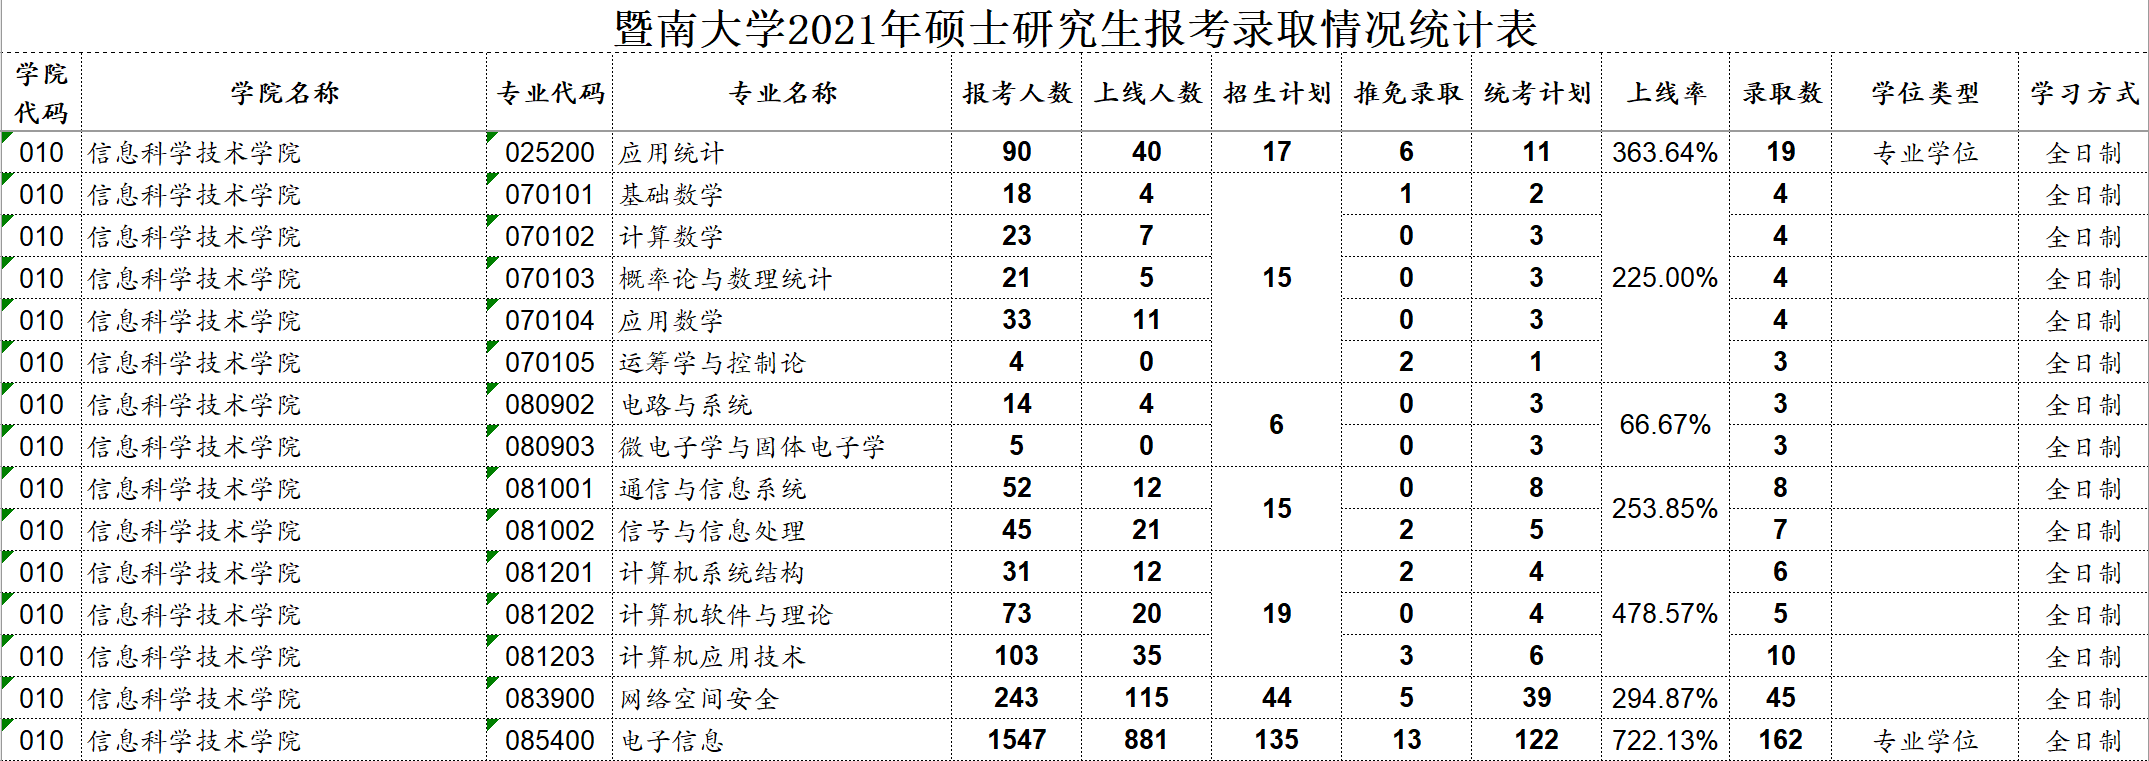 暨南大学2021年硕士研究生报考录取情况统计表
学院代码 学院名称 专业代码 专业名称 报考人数 上线人数 招生计划 推免录取 统考计划 上线率 录取数 学位类型 学习方式
010 信息科学技术学院 025200 应用统计 90 40 17 6 11 363.64% 19 专业学位 全日制
010 信息科学技术学院 070101 基础数学 18 4 1 2 4 全日制
010 信息科学技术学院 070102 计算数学 23 7 0 3 4 全日制
010 信息科学技术学院 070103 概率论与数理统计 21 5 15 0 3 225.00% 4 全日制
010 信息科学技术学院 070104 应用数学 33 11 0 3 4 全日制
010 信息科学技术学院 070105 运筹学与控制论 4 0 2 1 3 全日制
010 信息科学技术学院 080902 电路与系统 14 4 6 0 3 66.67% 3 全日制
010 信息科学技术学院 080903 微电子学与固体电子学 5 0 0 3 3 全日制
010 信息科学技术学院 081001 通信与信息系统 52 12 15 0 8 253.85% 8 全日制
010 信息科学技术学院 081002 信号与信息处理 45 21 2 5 7 全日制
010 信息科学技术学院 081201 计算机系统结构 31 12 2 4 6 全日制
010 信息科学技术学院 081202 计算机软件与理论 73 20 19 0 4 478.57% 5 全日制
010 信息科学技术学院 081203 计算机应用技术 103 35 3 6 10 全日制
010 信息科学技术学院 083900 网络空间安全 243 115 44 5 39 294.87% 45 全日制
010 信息科学技术学院 085400 电子信息 1547 881 135 13 122 722.13% 162 专业学位 全日制